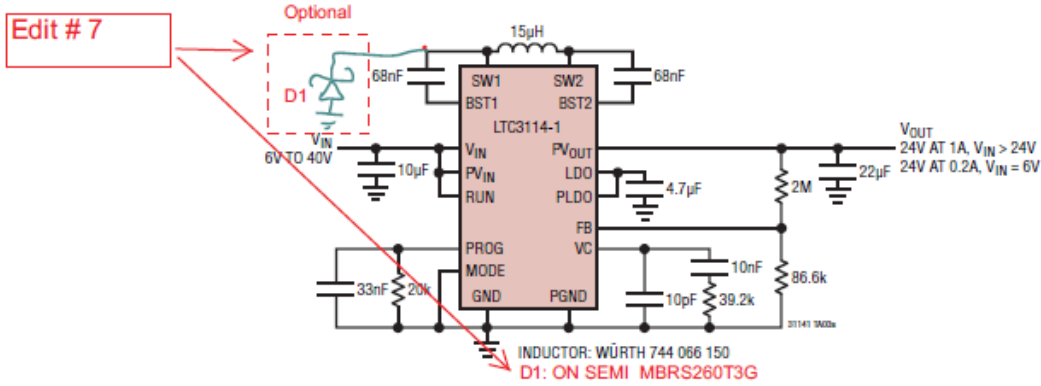 Edit # 7
Optional
D1
15µH
68nF
68nF
SW1
SW2
BST1
BST2
LTC3114-1
VIN
6V TO 40V
VIN
PVOUT
VOUT
24V AT 1A, VIN > 24V
24V AT 0.2A, VIN = 6V
10µF
PVIN
LDO
22µF
RUN
PLDO
4.7µF
2M
FB
PROG
VC
MODE
10nF
86.6k
33nF
20k
10pF
39.2k
GND
PGND
31141 TA03a
INDUCTOR: WÜRTH 744 066 150
D1: ON SEMI MBRS260T3G